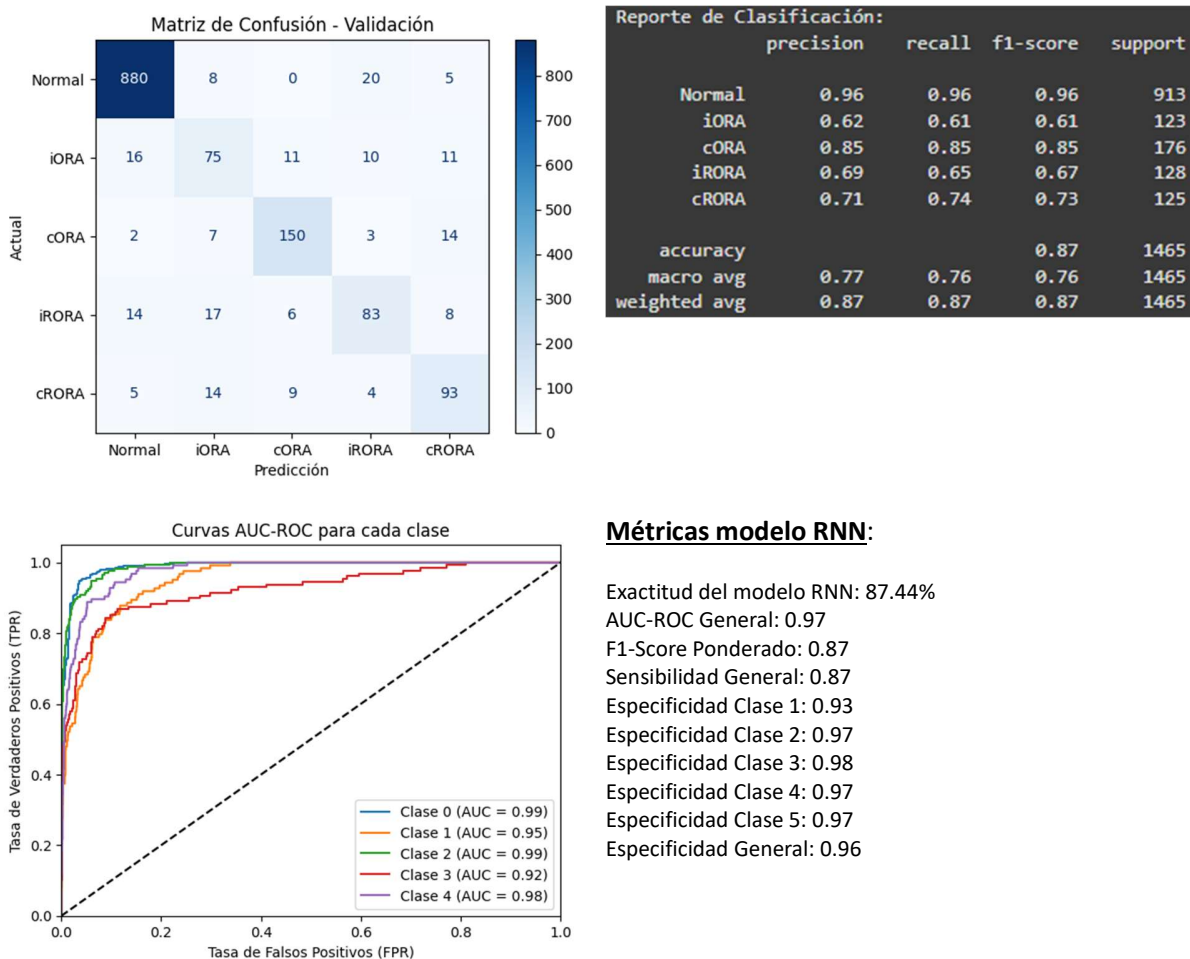 Matriz de Confusión - Validación
Actual
Normal 880 8 0 20 5
iORA 16 75 11 10 11
cORA 2 7 150 3 14
iRORA 14 17 6 83 8
cRORA 5 14 9 4 93
Normal iORA cORA iRORA cRORA
Predicción
800
700
600
500
400
300
200
100
0
Reporte de Clasificación:
precision recall f1-score support
Normal 0.96 0.96 0.96 913
iORA 0.62 0.61 0.61 123
cORA 0.85 0.85 0.85 176
iRORA 0.69 0.65 0.67 128
cRORA 0.71 0.74 0.73 125
accuracy 0.87 1465
macro avg 0.77 0.76 0.76 1465
weighted avg 0.87 0.87 0.87 1465
Curvas AUC-ROC para cada clase
Tasa de Verdaderos Positivos (TPR)
1.0
0.8
0.6
0.4
0.2
0.0
Clase 0 (AUC = 0.99)
Clase 1 (AUC = 0.95)
Clase 2 (AUC = 0.99)
Clase 3 (AUC = 0.92)
Clase 4 (AUC = 0.98)
0.0 0.2 0.4 0.6 0.8 1.0
Tasa de Falsos Positivos (FPR)
Métricas modelo RNN:
Exactitud del modelo RNN: 87.44%
AUC-ROC General: 0.97
F1-Score Ponderado: 0.87
Sensibilidad General: 0.87
Especificidad Clase 1: 0.93
Especificidad Clase 2: 0.97
Especificidad Clase 3: 0.98
Especificidad Clase 4: 0.97
Especificidad Clase 5: 0.97
Especificidad General: 0.96